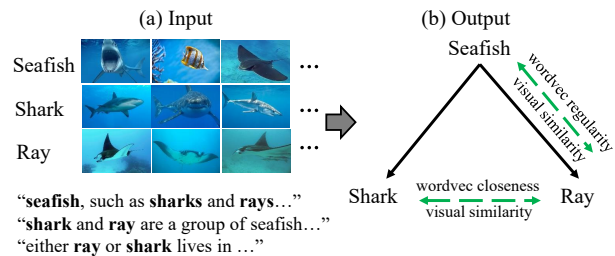 (a) Input
(b) Output
Seafish
...
Shark
...
Ray
...
"seafish, such as sharks and rays..."
"shark and ray are a group of seafish..."
"either ray or shark lives in ..."
Seafish
wordvec regularity
visual similarity
Shark
wordvec closeness
visual similarity
Ray